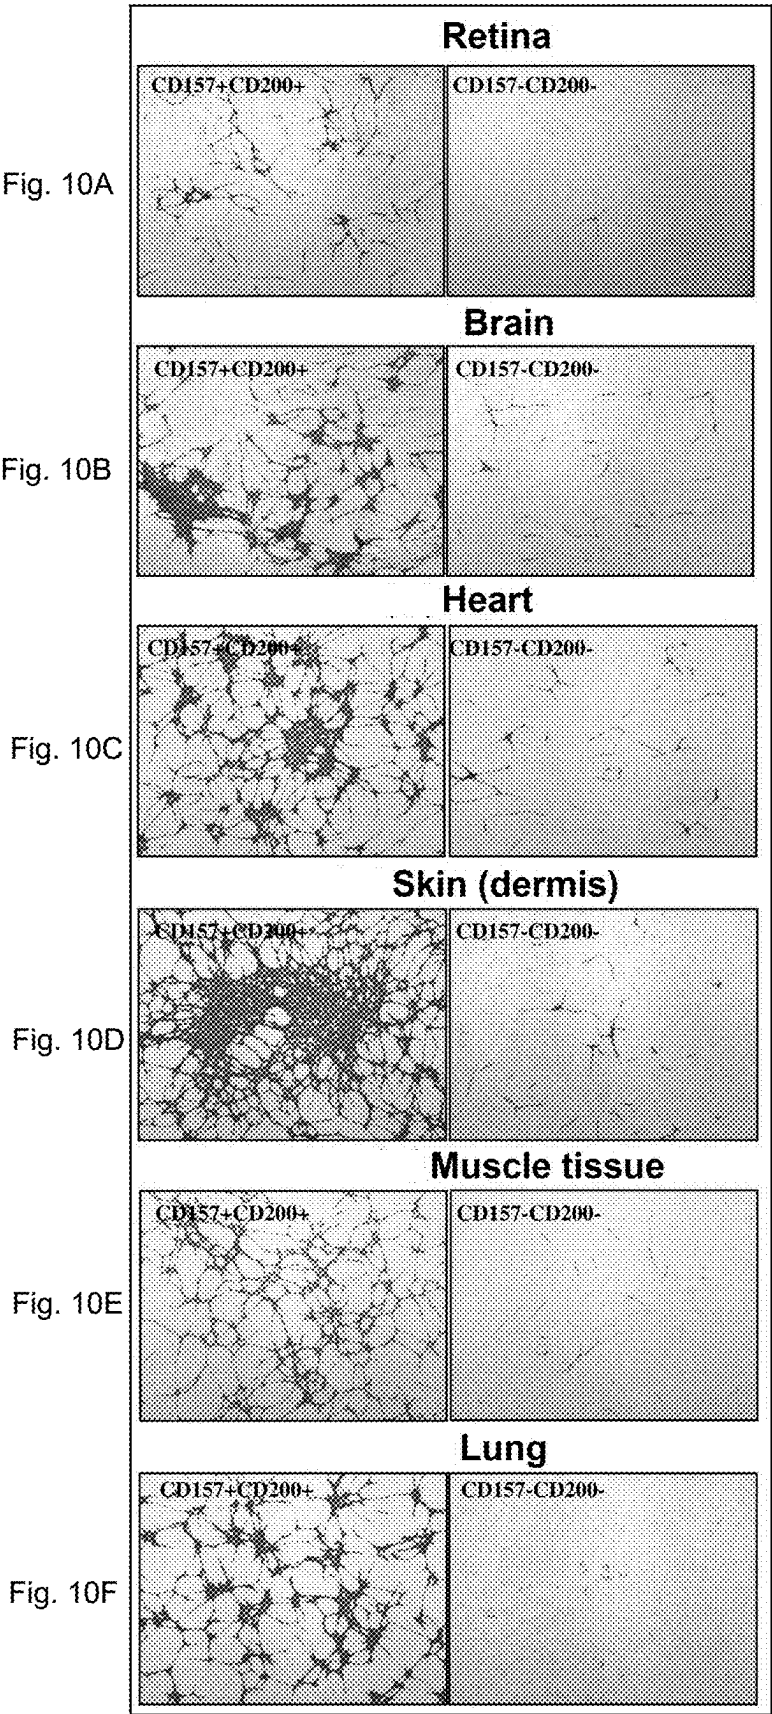 Retina
Fig. 10A
CD157+CD200+
CD157-CD200-
Brain
Fig. 10B
CD157+CD200+
CD157-CD200-
Heart
Fig. 10C
CD157+CD200+
CD157-CD200-
Skin (dermis)
Fig. 10D
CD157+CD200+
CD157-CD200-
Muscle tissue
Fig. 10E
CD157+CD200+
CD157-CD200-
Lung
Fig. 10F
CD157+CD200+
CD157-CD200-